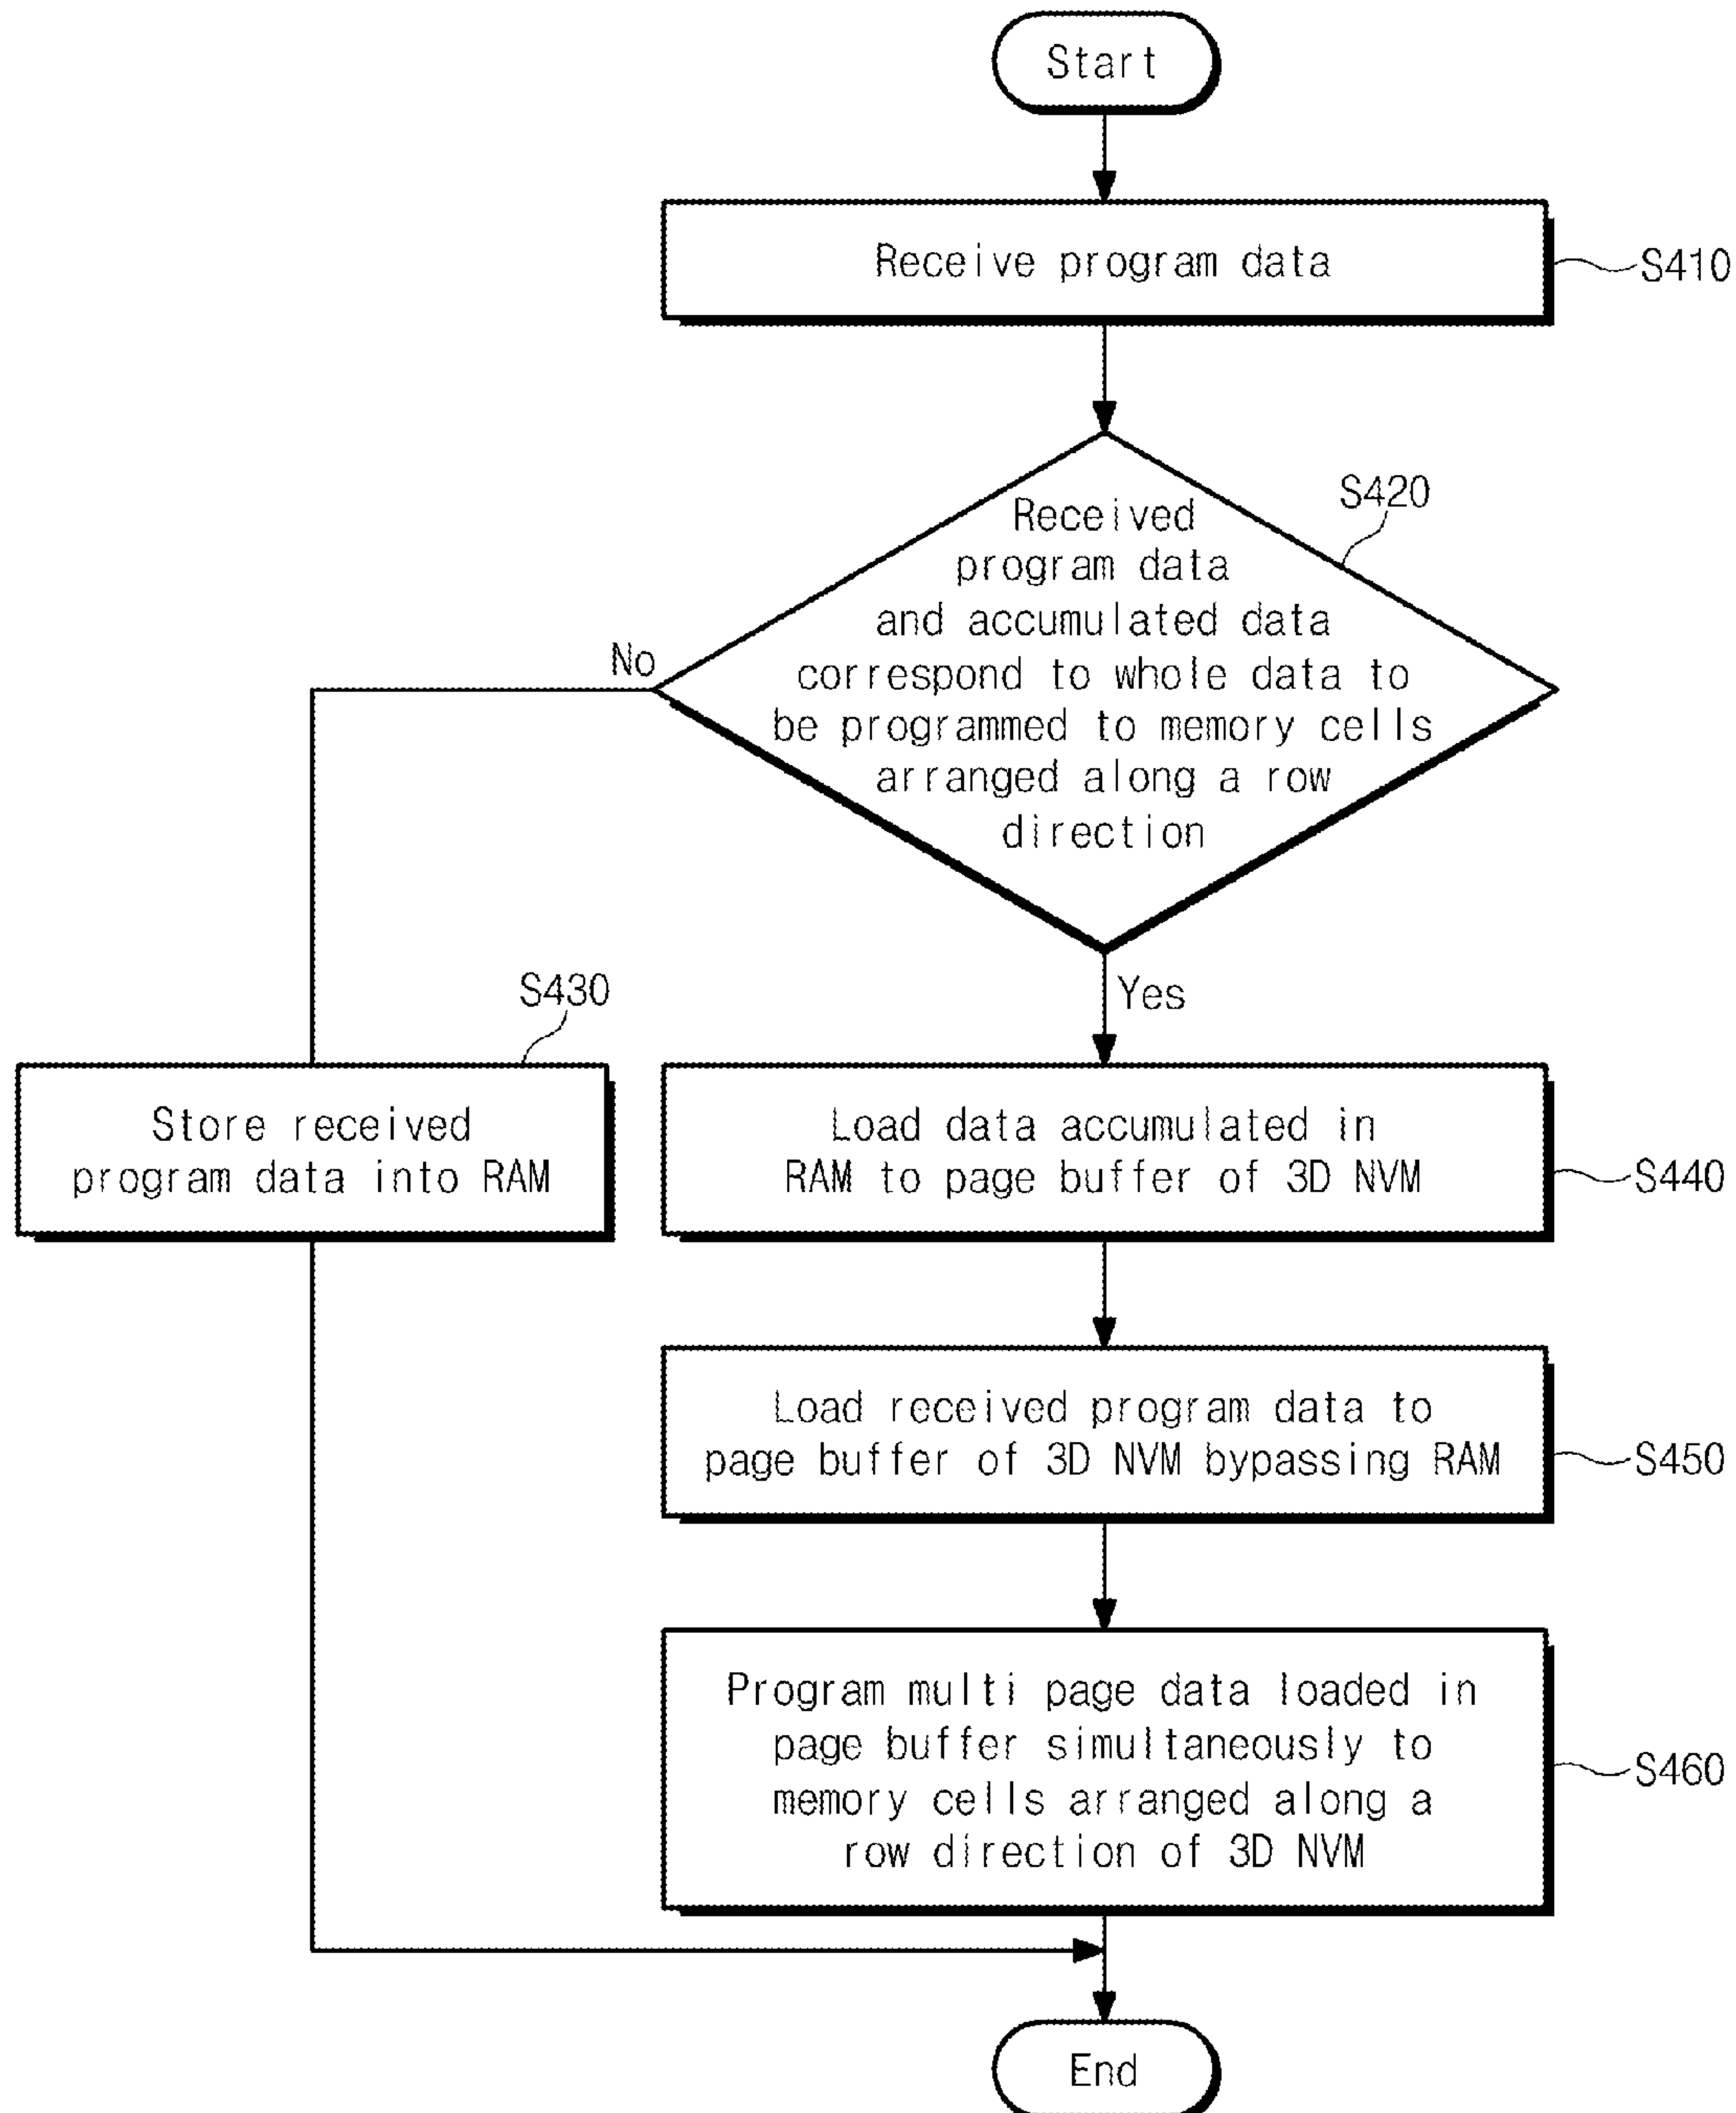 Start
Receive program data
S410
S420
Received
program data
and accumulated data
correspond to whole data to
be programmed to memory cells
arranged along a row
direction
No
Yes
S430
Store received
program data into RAM
Load data accumulated in
RAM to page buffer of 3D NVM
S440
Load received program data to
page buffer of 3D NVM bypassing RAM
S450
Program multi page data loaded in
page buffer simultaneously to
memory cells arranged along a
row direction of 3D NVM
S460
End